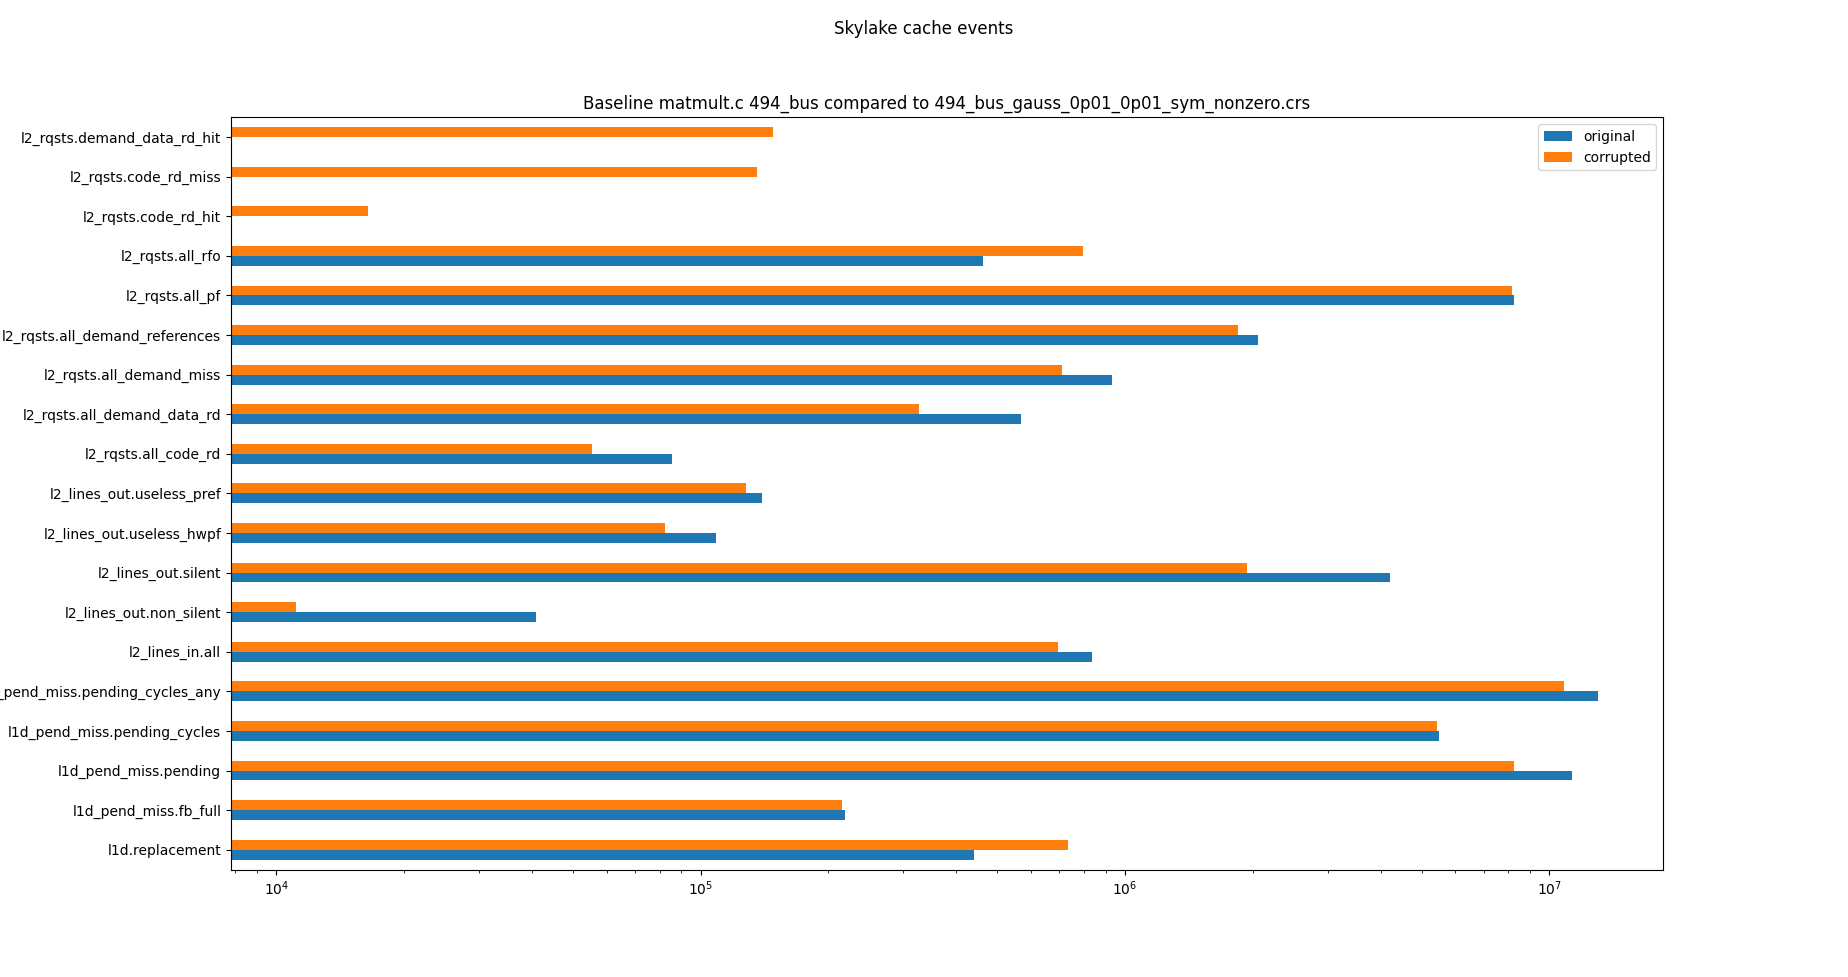 Skylake cache events
Baseline matmult.c 494_bus compared to 494_bus_gauss_0p01_0p01_sym_nonzero.crs
original
corrupted
l2_rqsts.demand_data_rd_hit
l2_rqsts.code_rd_miss
l2_rqsts.code_rd_hit
l2_rqsts.all_rfo
l2_rqsts.all_pf
l2_rqsts.all_demand_references
l2_rqsts.all_demand_miss
l2_rqsts.all_demand_data_rd
l2_rqsts.all_code_rd
l2_lines_out.useless_pref
l2_lines_out.useless_hwpf
l2_lines_out.silent
l2_lines_out.non_silent
l2_lines_in.all
_pend_miss.pending_cycles_any
l1d_pend_miss.pending_cycles
l1d_pend_miss.pending
l1d_pend_miss.fb_full
l1d.replacement
10⁴ 10⁵ 10⁶ 10⁷